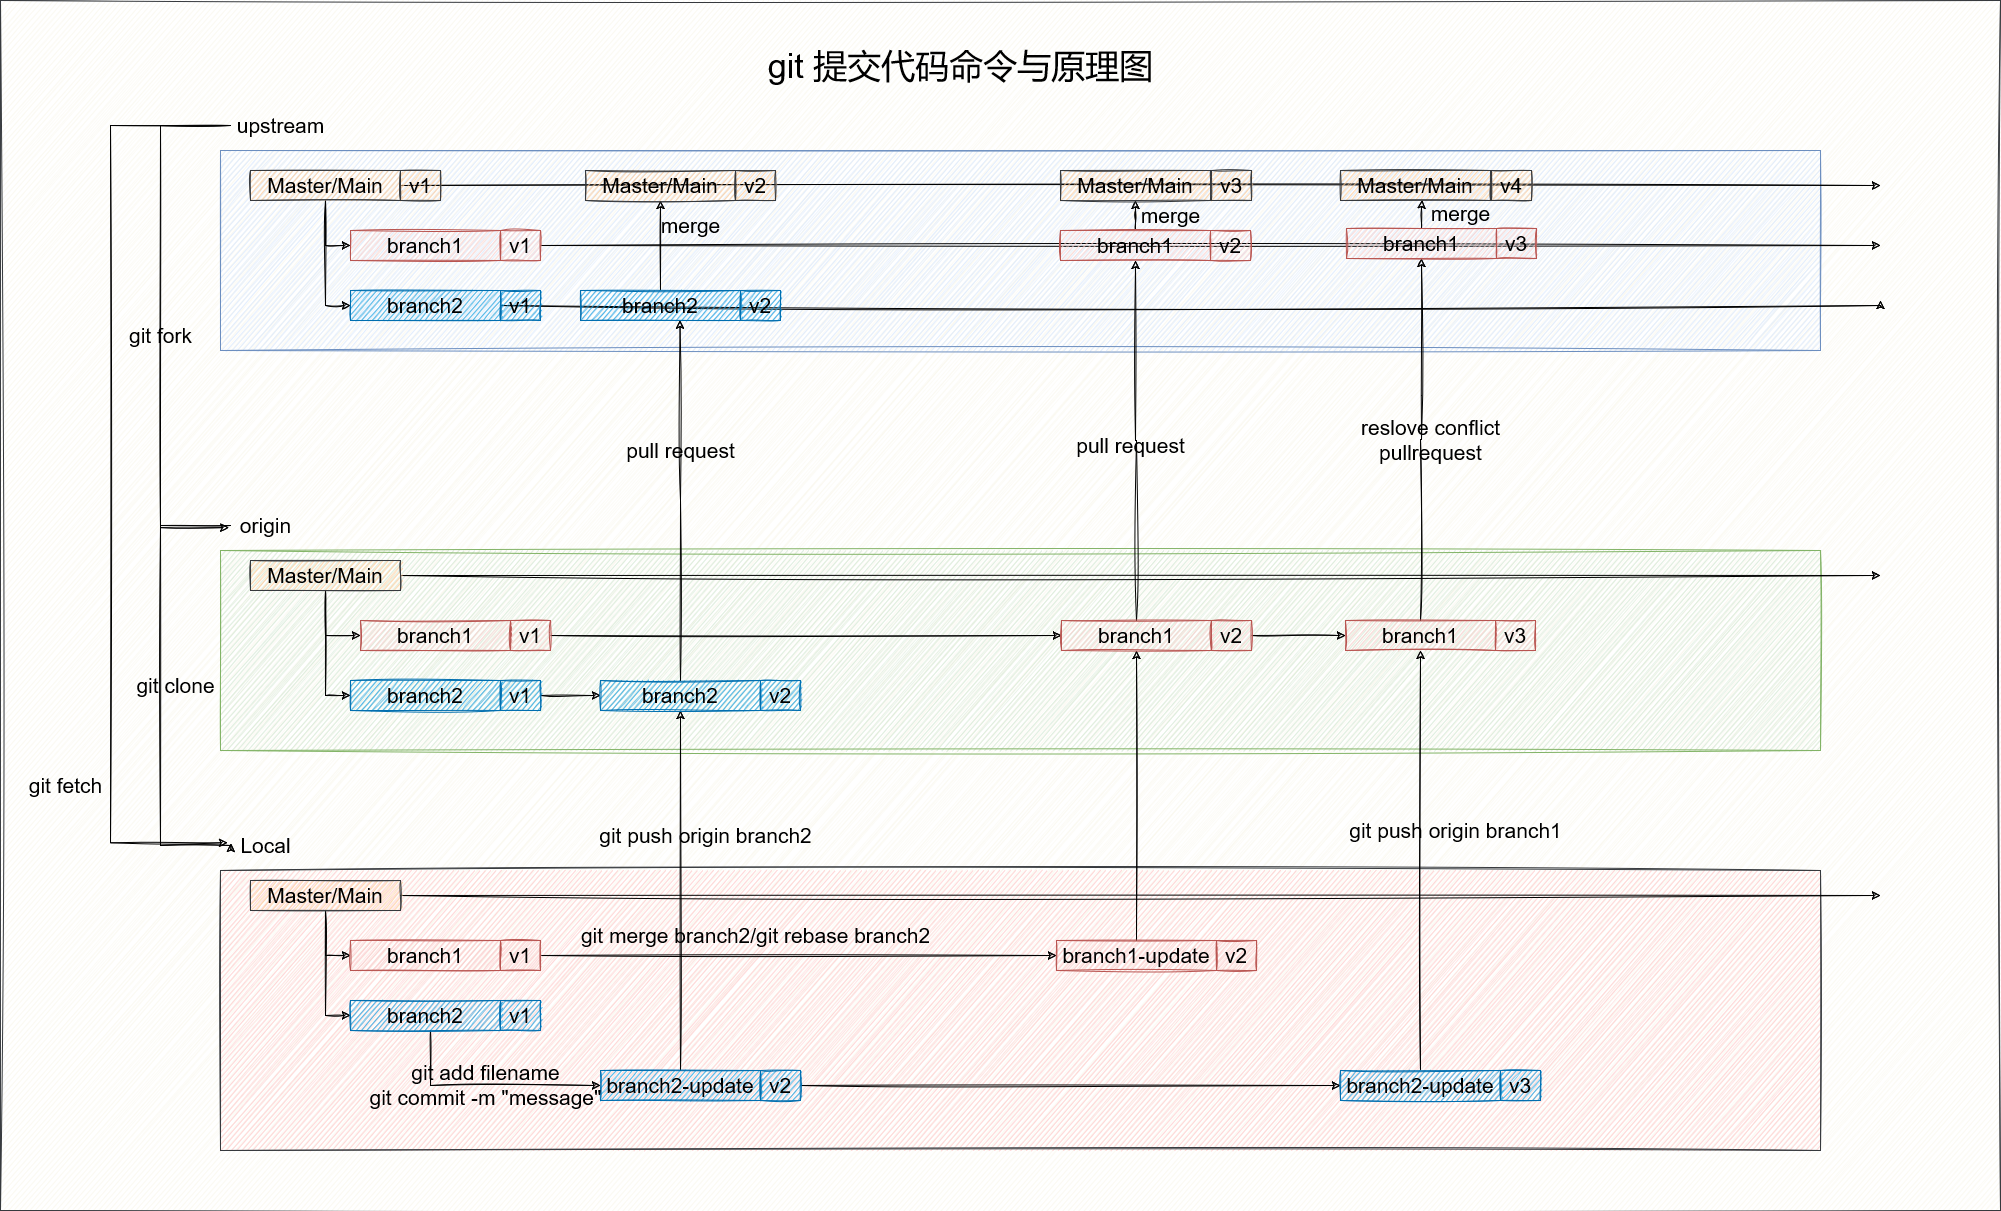 git 提交代码命令与原理图
upstream
Master/Main v1 Master/Main v2 Master/Main v3 Master/Main v4
merge merge merge
branch1 v1 branch1 v2 branch1 v3
branch2 v1 branch2 v2
git fork
pull request pull request reslove conflict
pullrequest
origin
Master/Main
branch1 v1 branch1 v2 branch1 v3
git clone branch2 v1 branch2 v2
git fetch
git push origin branch2 git push origin branch1
Local
Master/Main
git merge branch2/git rebase branch2
branch1 v1 branch1-update v2
branch2 v1
git add filename
git commit -m "message" branch2-update v2 branch2-update v3